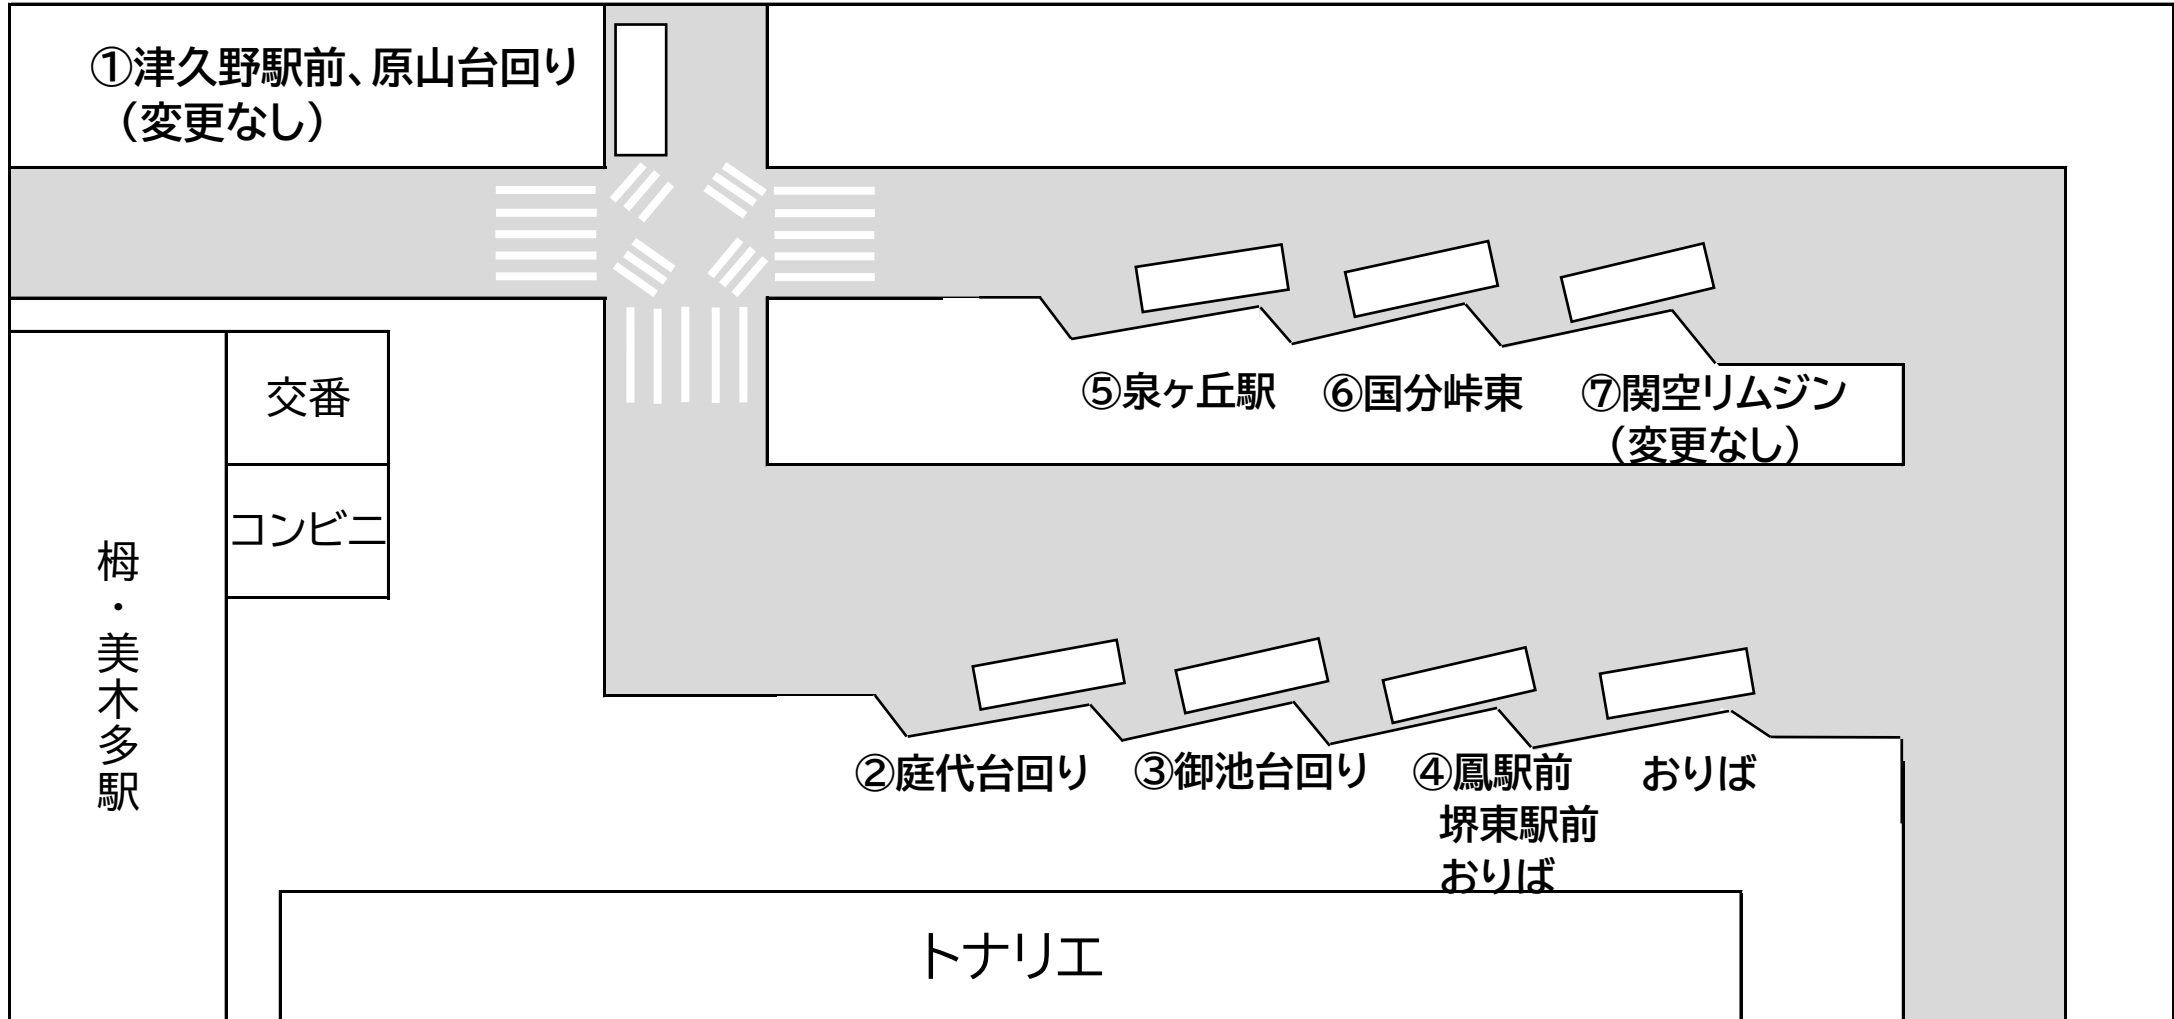 ①津久野駅前、原山台回り
（変更なし）
交番
コンビニ
栂・美木多駅
⑤泉ヶ丘駅
⑥国分峠東
⑦関空リムジン
（変更なし）
②庭代台回り
③御池台回り
④鳳駅前
堺東駅前
おりば
おりば
トナリエ